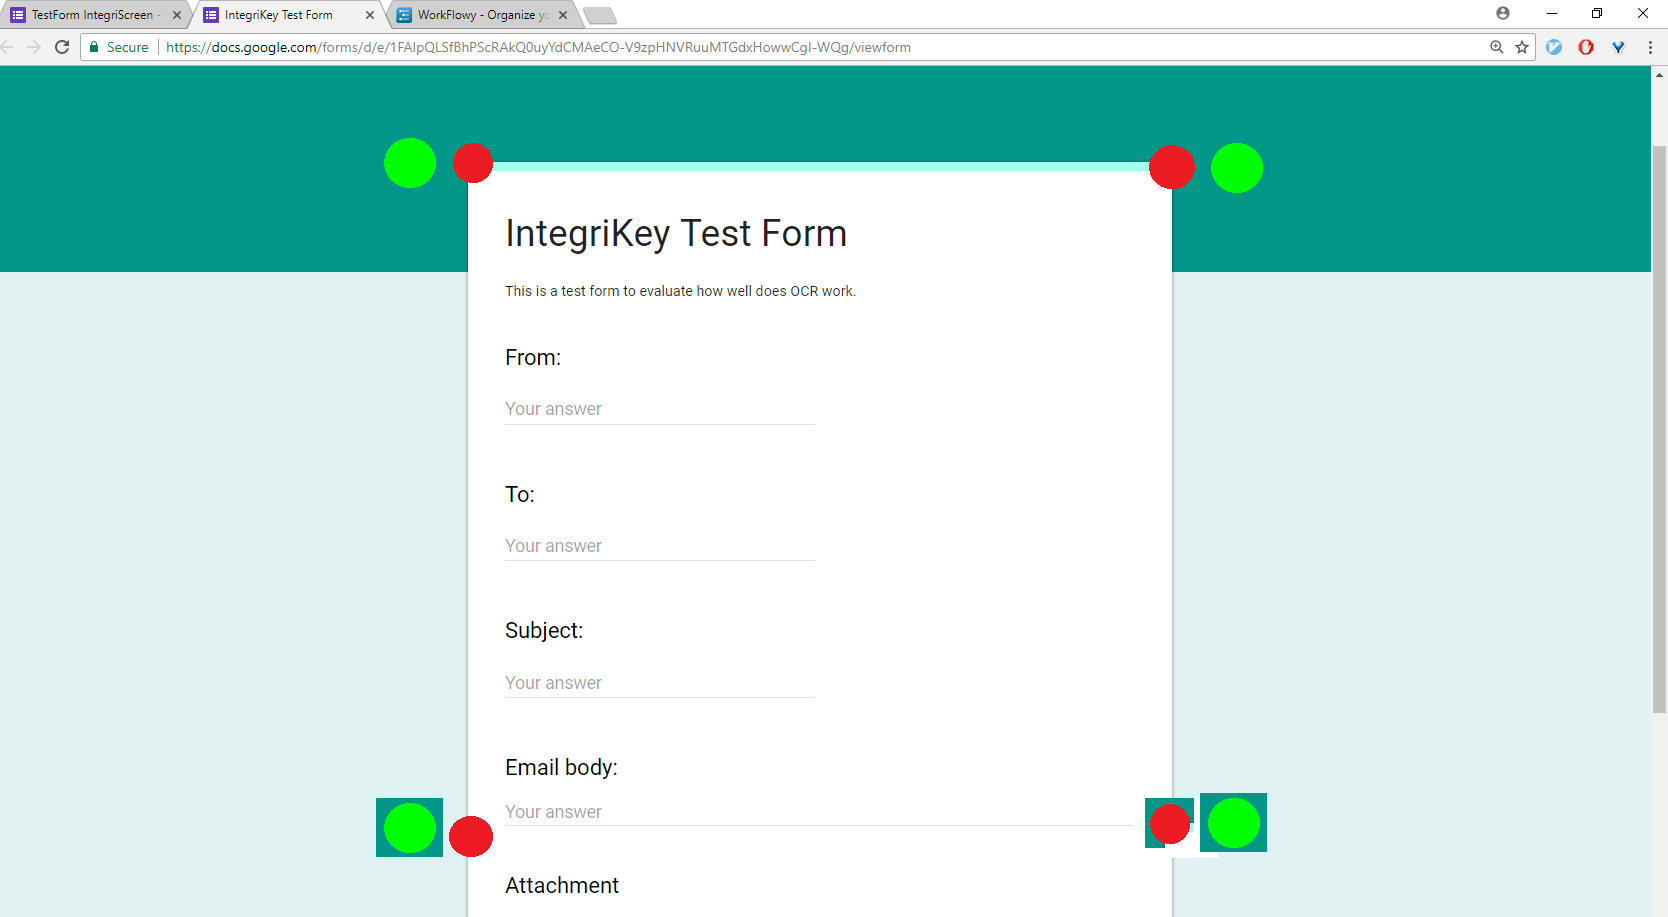 TestForm IntegriScreen -
IntegriKey Test Form
WorkFlowy - Organize yo
Secure
https://docs.google.com/forms/d/e/1FAIpQLSfBhPScRAkQ0uyYdCMAeCO-V9zpHNVRuuMTGdxHowwCgI-WQg/viewform
IntegriKey Test Form
This is a test form to evaluate how well does OCR work.
From:
Your answer
To:
Your answer
Subject:
Your answer
Email body:
Your answer
Attachment